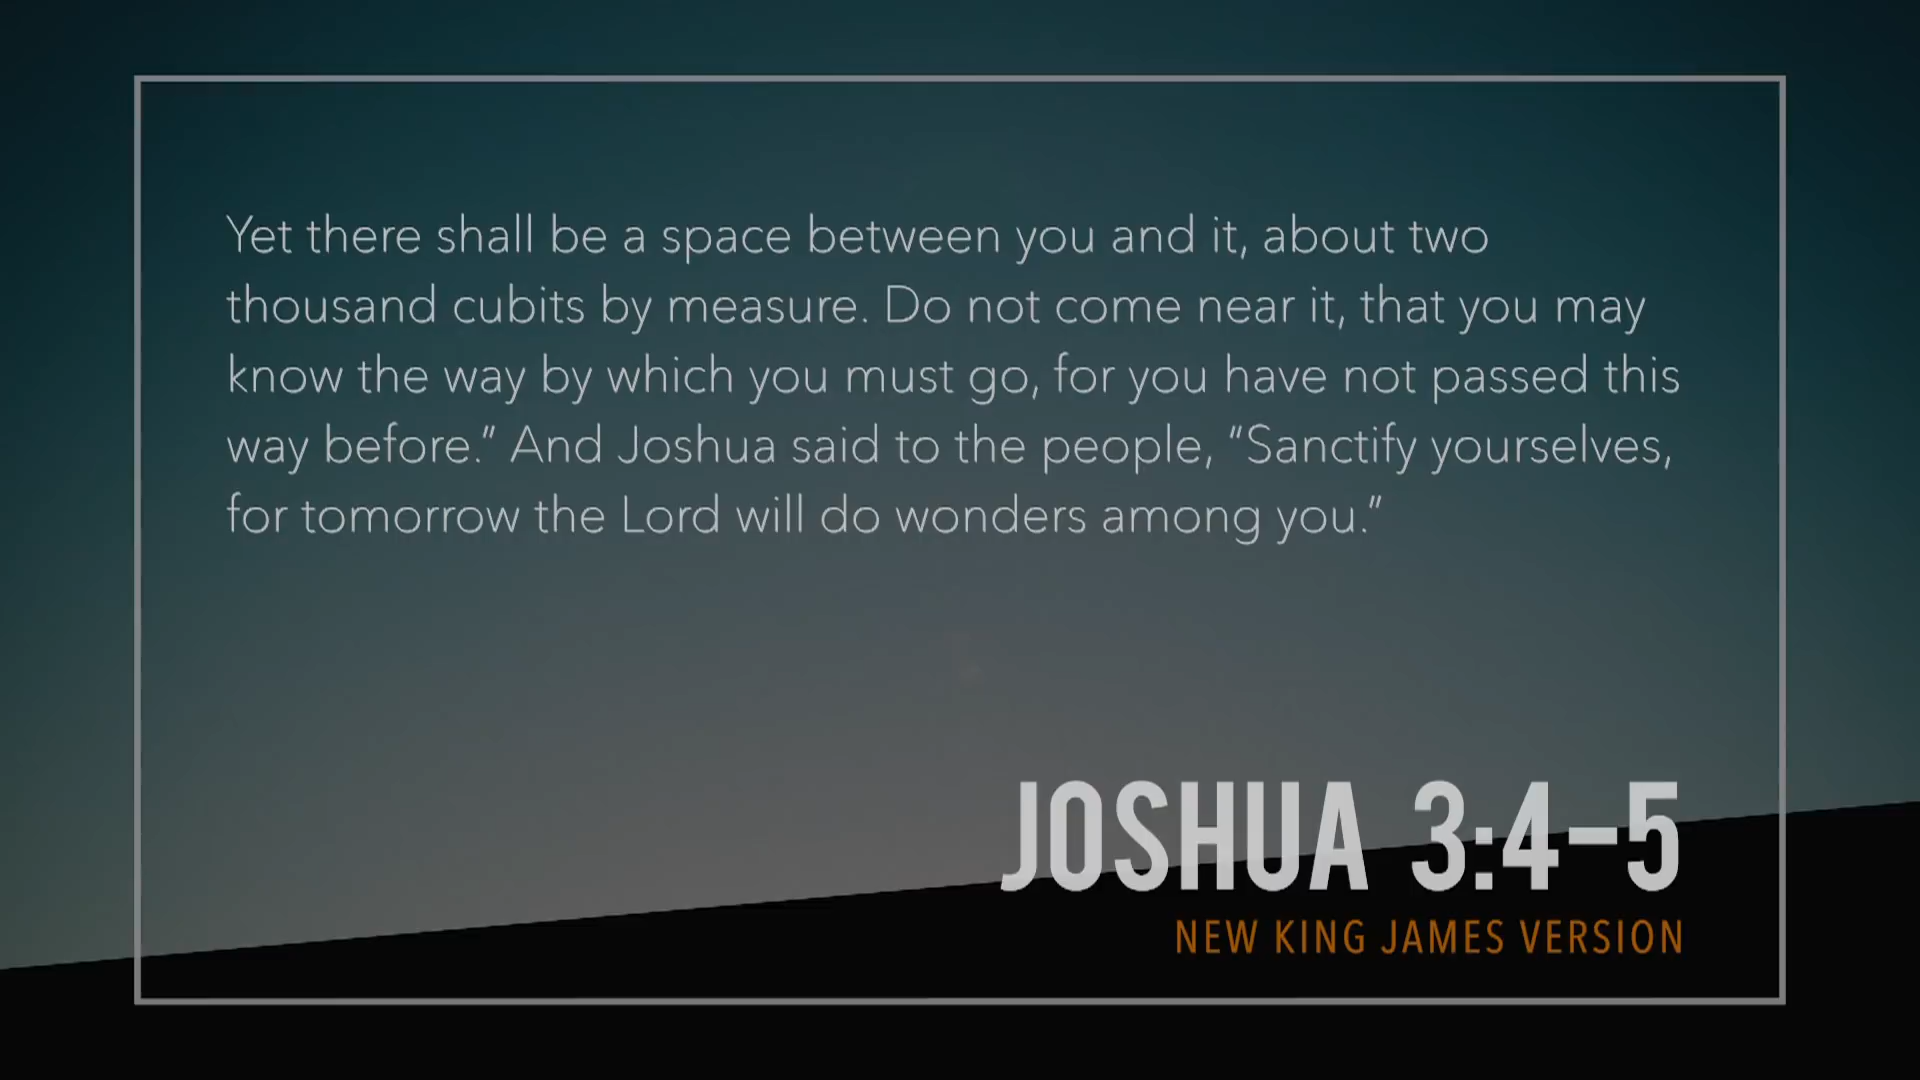 Yet there shall be a space between you and it, about two
thousand cubits by measure. Do not come near it, that you may
know the way by which you must go, for you have not passed this
way before.” And Joshua said to the people, “Sanctify yourselves,
for tomorrow the Lord will do wonders among you.”
JOSHUA 3:4–5
NEW KING JAMES VERSION